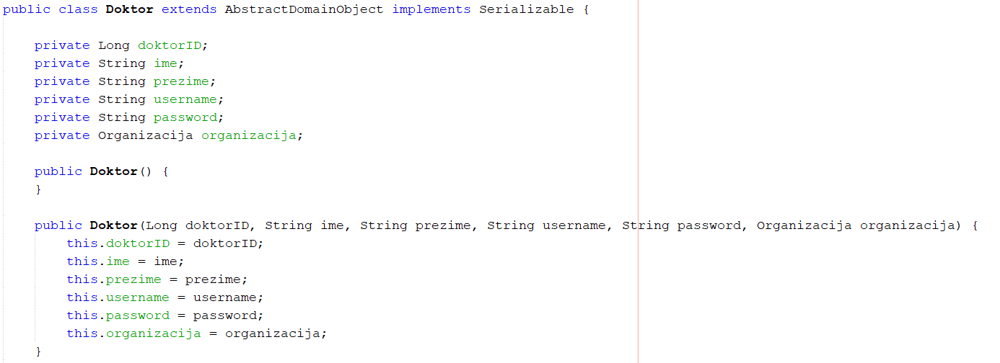 public class Doktor extends AbstractDomainObject implements Serializable {
private Long doktorID;
private String ime;
private String prezime;
private String username;
private String password;
private Organizacija organizacija;
public Doktor() {
}
public Doktor(Long doktorID, String ime, String prezime, String username, String password, Organizacija organizacija) {
this.doktorID = doktorID;
this.ime = ime;
this.prezime = prezime;
this.username = username;
this.password = password;
this.organizacija = organizacija;
}